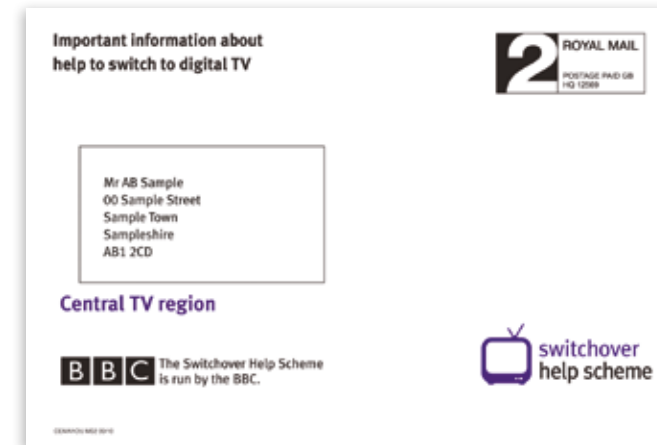 Important information about
help to switch to digital TV
2
ROYAL MAIL
POSTAGE PAID GB
HQ 12589
Mr AB Sample
00 Sample Street
Sample Town
Sampleshire
AB1 2CD
Central TV region
BBC
The Switchover Help Scheme
is run by the BBC.
switchover
help scheme